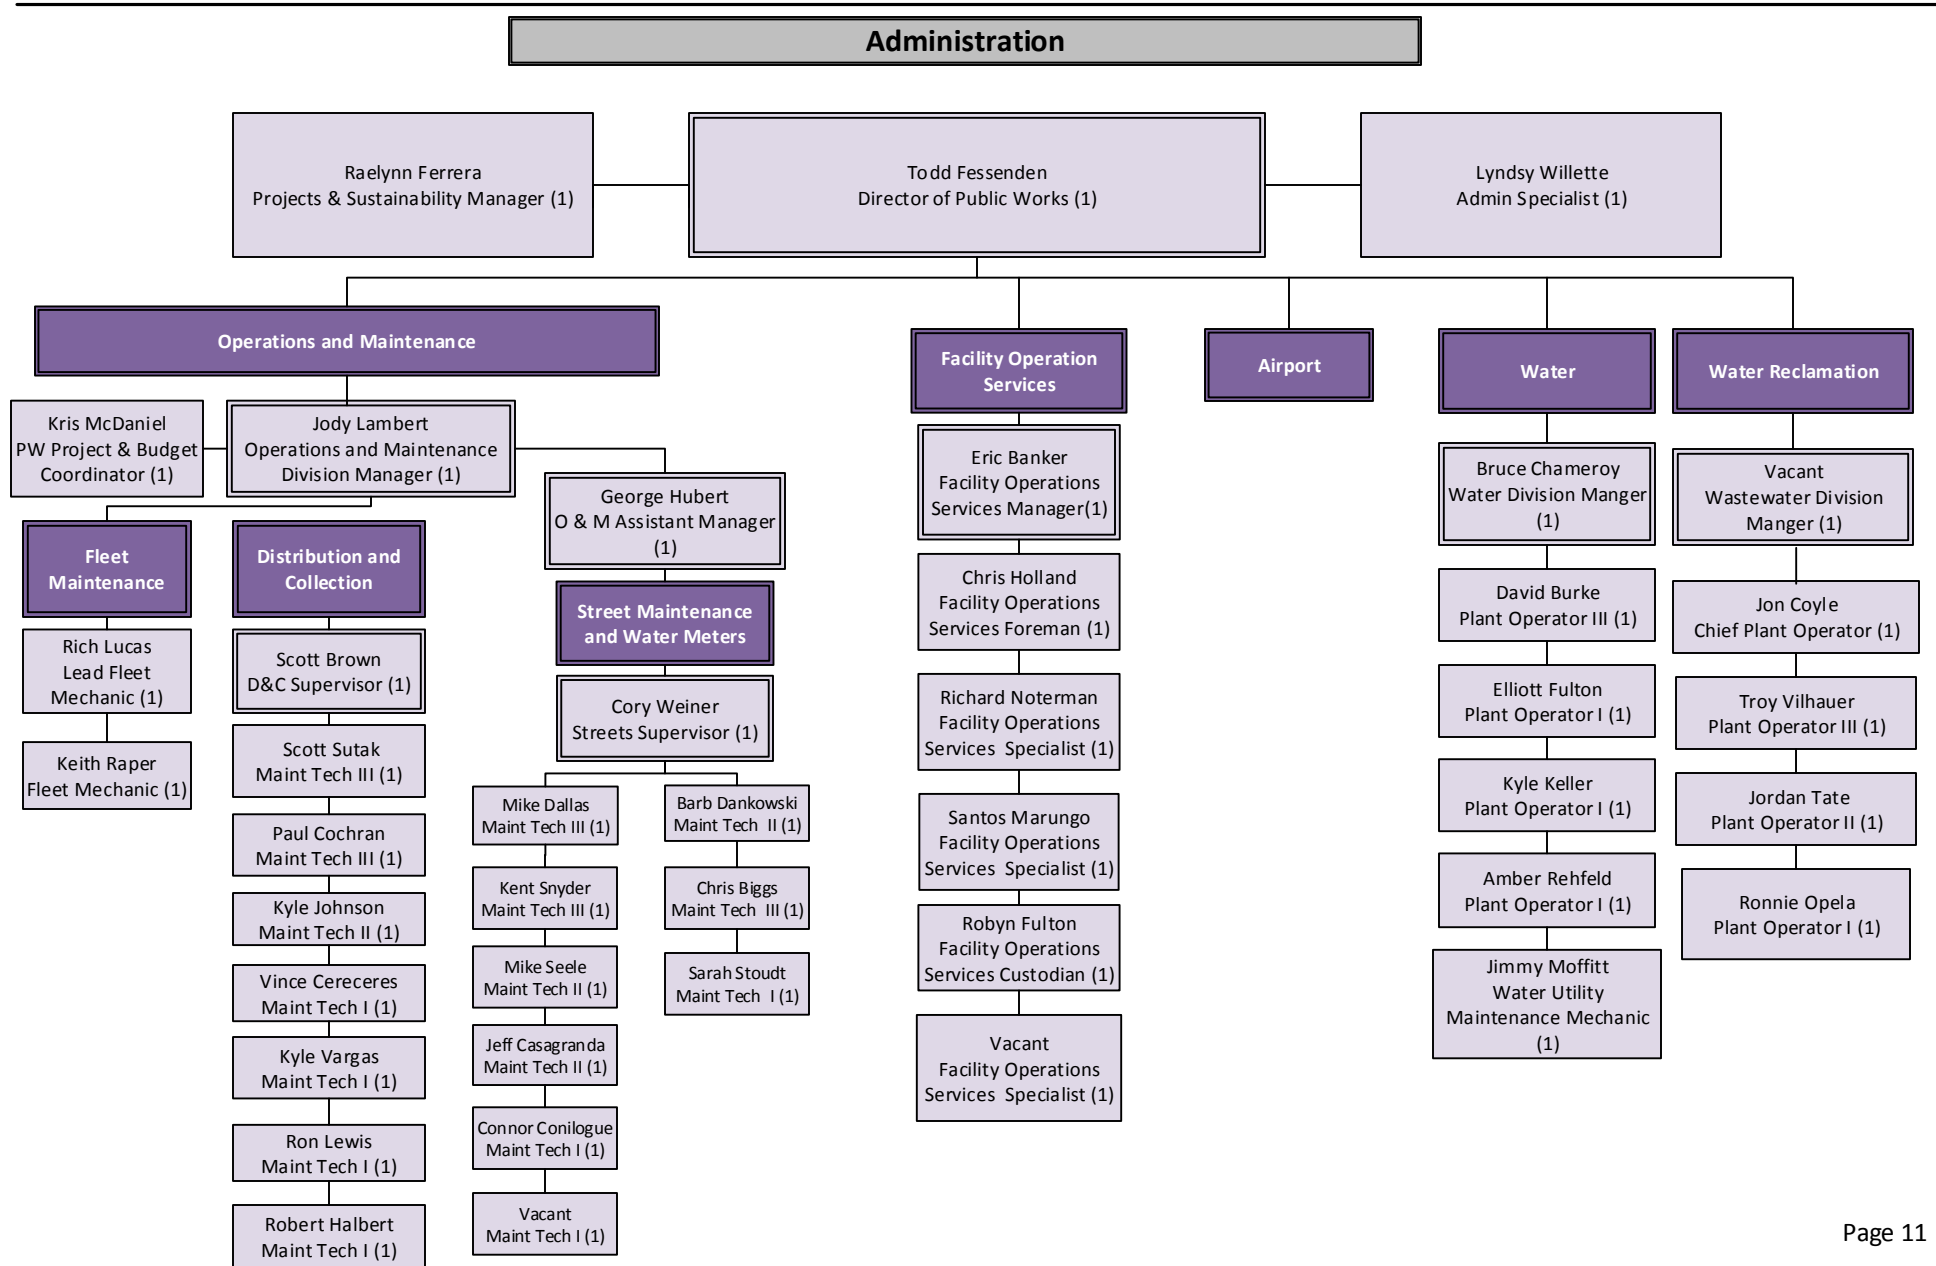 Administration
Raelynn Ferrera
Projects & Sustainability Manager (1)
Todd Fessenden
Director of Public Works (1)
Lyndsy Willette
Admin Specialist (1)
Operations and Maintenance
Kris McDaniel
PW Project & Budget
Coordinator (1)
Jody Lambert
Operations and Maintenance
Division Manager (1)
George Hubert
O & M Assistant Manager
(1)
Fleet
Maintenance
Rich Lucas
Lead Fleet
Mechanic (1)
Keith Raper
Fleet Mechanic (1)
Distribution and
Collection
Scott Brown
D&C Supervisor (1)
Scott Sutak
Maint Tech III (1)
Paul Cochran
Maint Tech III (1)
Kyle Johnson
Maint Tech II (1)
Vince Cereceres
Maint Tech I (1)
Kyle Vargas
Maint Tech I (1)
Ron Lewis
Maint Tech I (1)
Robert Halbert
Maint Tech I (1)
Street Maintenance
and Water Meters
Cory Weiner
Streets Supervisor (1)
Mike Dallas
Maint Tech III (1)
Kent Snyder
Maint Tech III (1)
Mike Seele
Maint Tech II (1)
Jeff Casagranda
Maint Tech II (1)
Connor Conilogue
Maint Tech I (1)
Vacant
Maint Tech I (1)
Barb Dankowski
Maint Tech II (1)
Chris Biggs
Maint Tech III (1)
Sarah Stoudt
Maint Tech I (1)
Facility Operation
Services
Eric Banker
Facility Operations
Services Manager(1)
Chris Holland
Facility Operations
Services Foreman (1)
Richard Noterman
Facility Operations
Services Specialist (1)
Santos Marungo
Facility Operations
Services Specialist (1)
Robyn Fulton
Facility Operations
Services Custodian (1)
Vacant
Facility Operations
Services Specialist (1)
Airport
Water
Bruce Chameroy
Water Division Manger
(1)
David Burke
Plant Operator III (1)
Elliott Fulton
Plant Operator I (1)
Kyle Keller
Plant Operator I (1)
Amber Rehfeld
Plant Operator I (1)
Jimmy Moffitt
Water Utility
Maintenance Mechanic
(1)
Water Reclamation
Vacant
Wastewater Division
Manger (1)
Jon Coyle
Chief Plant Operator (1)
Troy Vilhauer
Plant Operator III (1)
Jordan Tate
Plant Operator II (1)
Ronnie Opela
Plant Operator I (1)
Page 11